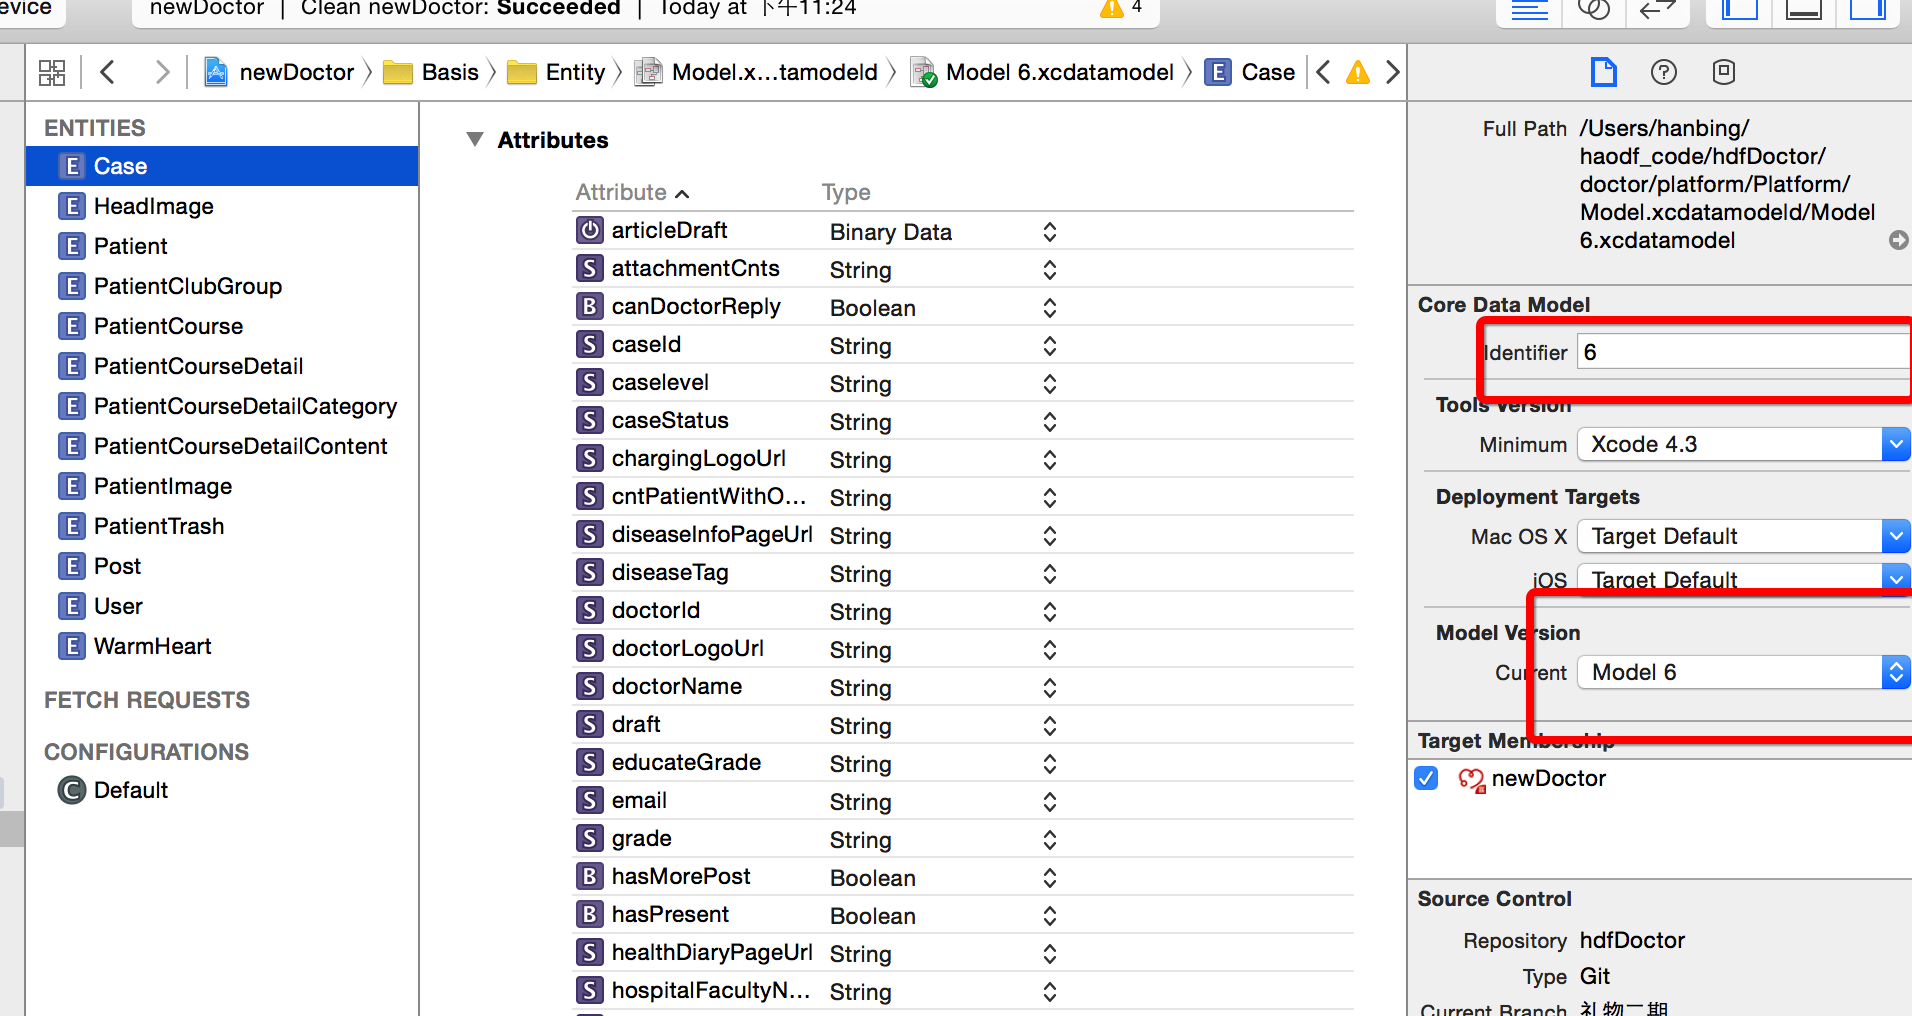 evice
newDoctor | Clean newDoctor: Succeeded | Today at 下午11:24
4
newDoctor Basis Entity Model.x...tamodeld Model 6.xcdatamodel E Case
ENTITIES
E Case
E HeadImage
E Patient
E PatientClubGroup
E PatientCourse
E PatientCourseDetail
E PatientCourseDetailCategory
E PatientCourseDetailContent
E PatientImage
E PatientTrash
E Post
E User
E WarmHeart
FETCH REQUESTS
CONFIGURATIONS
C Default
Attributes
Attribute Type
articleDraft Binary Data
S attachmentCnts String
B canDoctorReply Boolean
S caseId String
S caselevel String
S caseStatus String
S chargingLogoUrl String
S cntPatientWithO... String
S diseaseInfoPageUrl String
S diseaseTag String
S doctorId String
S doctorLogoUrl String
S doctorName String
S draft String
S educateGrade String
S email String
S grade String
B hasMorePost Boolean
B hasPresent Boolean
S healthDiaryPageUrl String
S hospitalFacultyN... String
Full Path /Users/hanbing/
haodf_code/hdfDoctor/
doctor/platform/Platform/
Model.xcdatamodeld/Model
6.xcdatamodel
Core Data Model
Identifier 6
Tools Version
Minimum Xcode 4.3
Deployment Targets
Mac OS X Target Default
iOS Target Default
Model Version
Current Model 6
Target Membership
newDoctor
Source Control
Repository hdfDoctor
Type Git
Current Branch 礼物二期